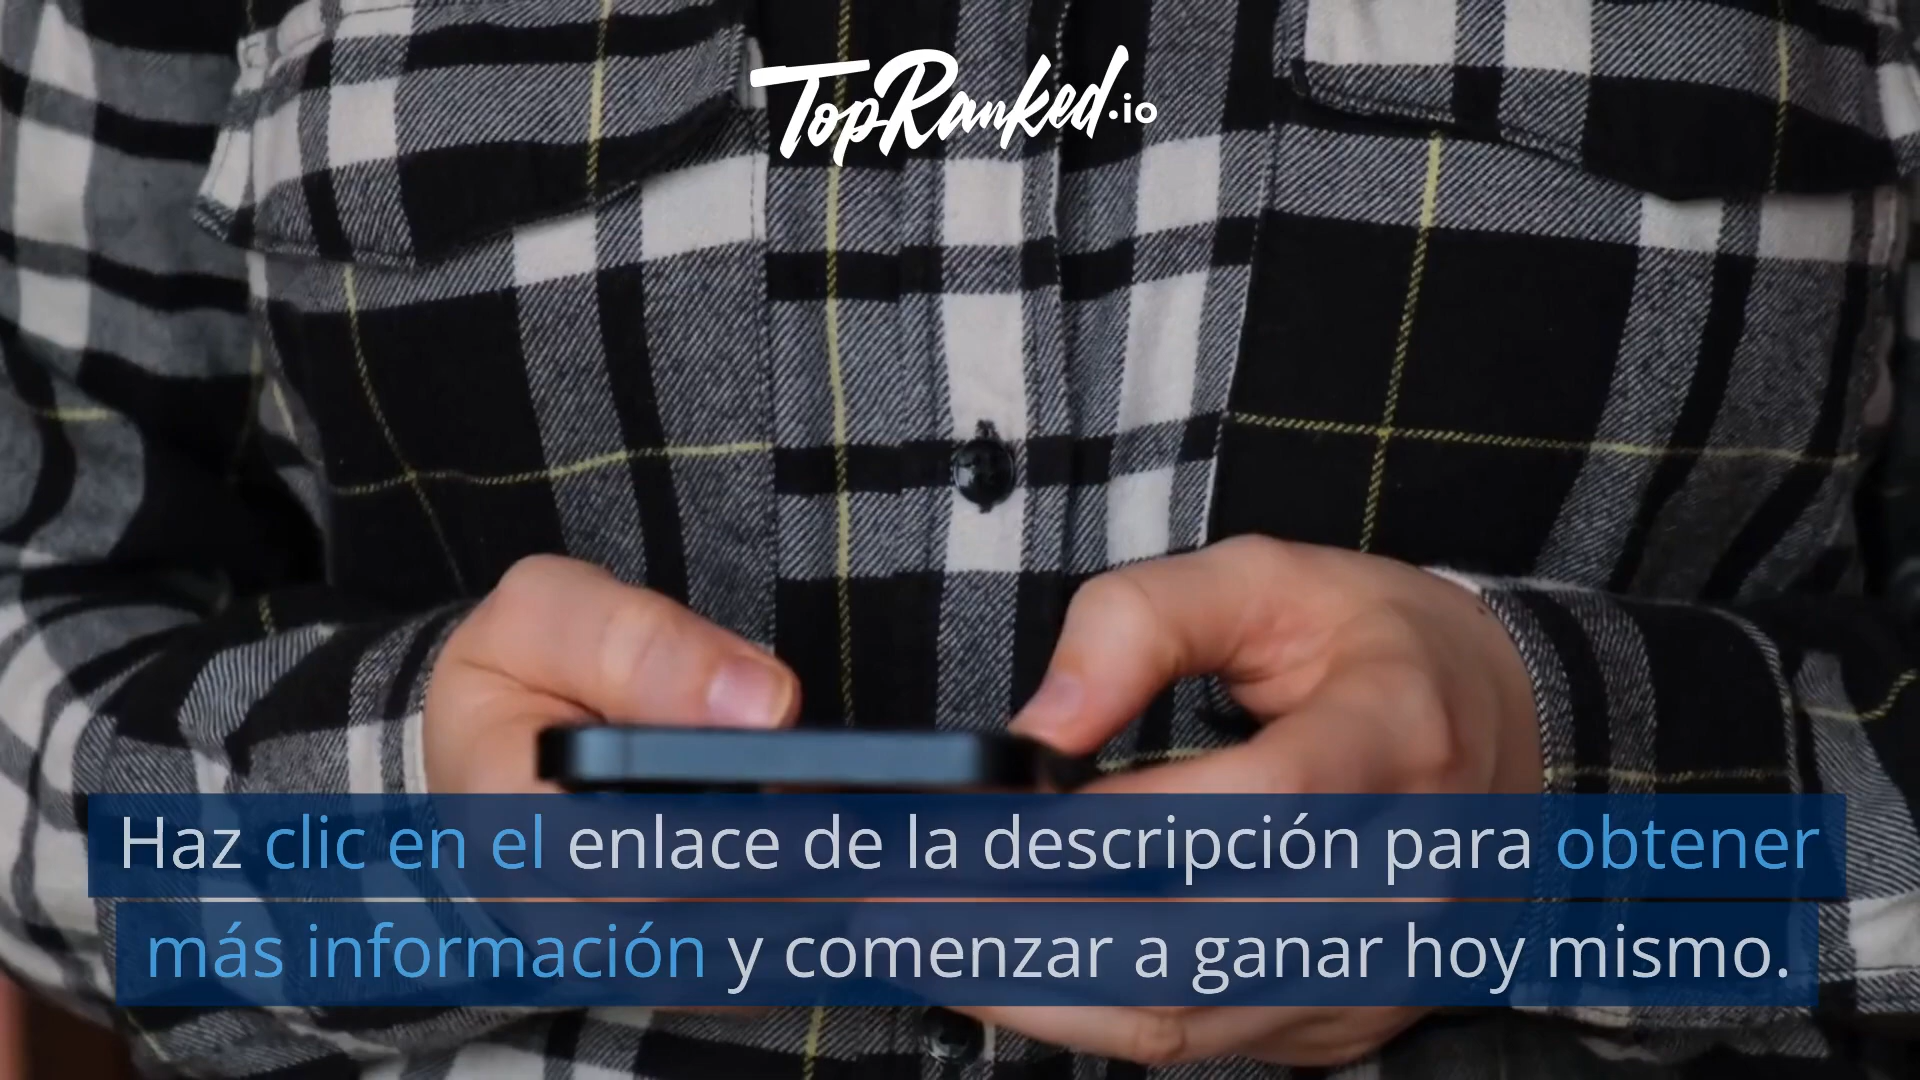 TopRanked.io
Haz clic en el enlace de la descripción para obtener
más información y comenzar a ganar hoy mismo.